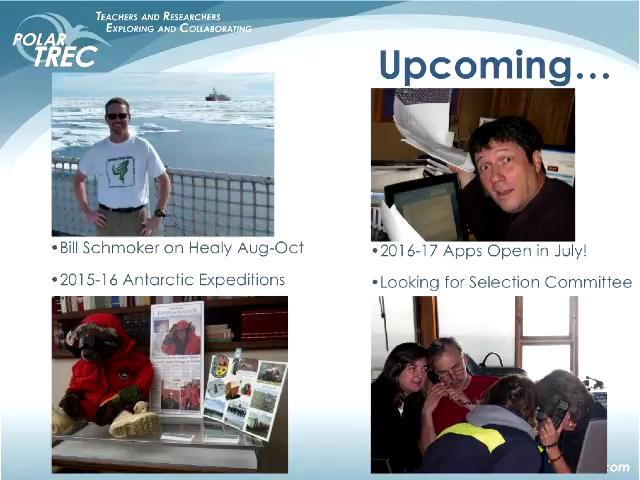 TEACHERS AND RESEARCHERS
EXPLORING AND COLLABORATING
POLAR
TREC
Upcoming...
•Bill Schmoker on Healy Aug-Oct
•2015-16 Antarctic Expeditions
•2016-17 Apps Open in July!
•Looking for Selection Committee
.com